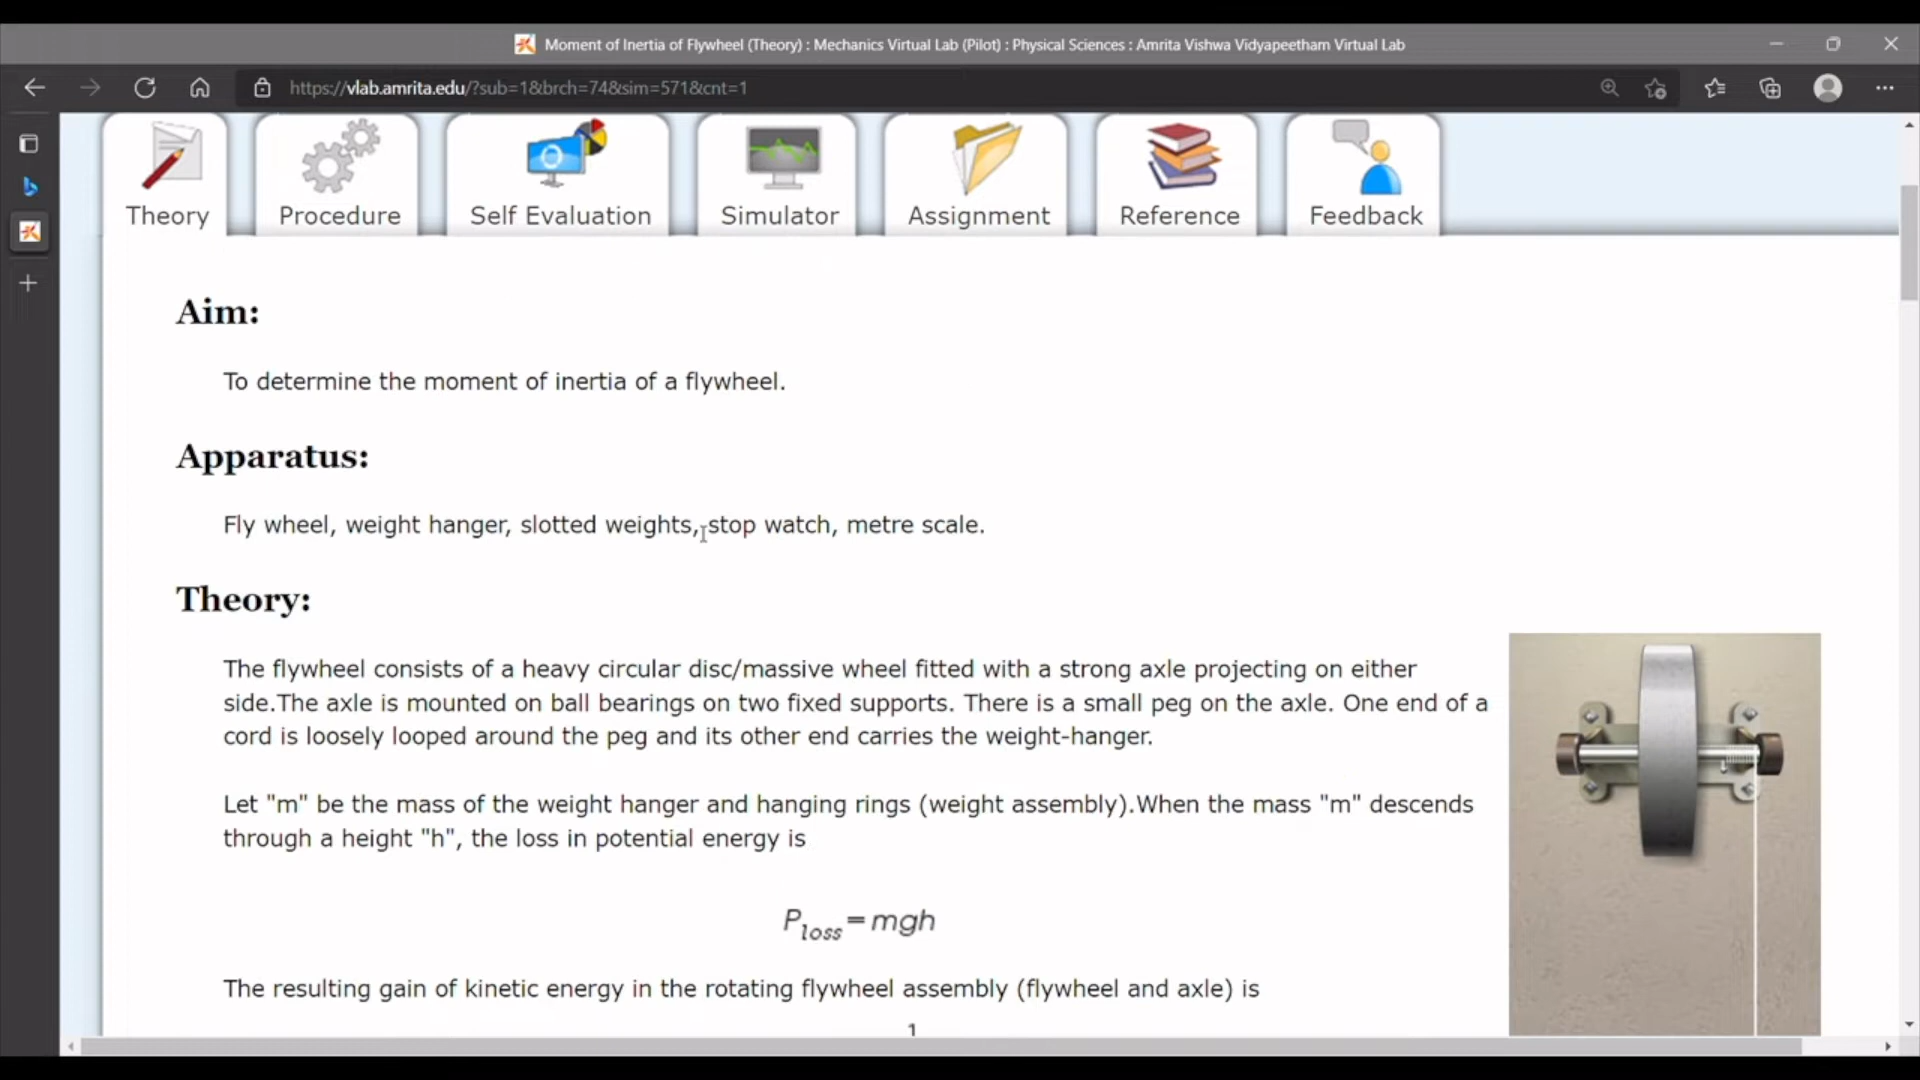 Moment of Inertia of Flywheel (Theory) : Mechanics Virtual Lab (Pilot) : Physical Sciences : Amrita Vishwa Vidyapeetham Virtual Lab
https://vlab.amrita.edu/?sub=1&brch=74&sim=571&cnt=1
Theory Procedure Self Evaluation Simulator Assignment Reference Feedback
Aim:
To determine the moment of inertia of a flywheel.
Apparatus:
Fly wheel, weight hanger, slotted weights, stop watch, metre scale.
Theory:
The flywheel consists of a heavy circular disc/massive wheel fitted with a strong axle projecting on either
side.The axle is mounted on ball bearings on two fixed supports. There is a small peg on the axle. One end of a
cord is loosely looped around the peg and its other end carries the weight-hanger.
Let "m" be the mass of the weight hanger and hanging rings (weight assembly).When the mass "m" descends
through a height "h", the loss in potential energy is
P_loss = mgh
The resulting gain of kinetic energy in the rotating flywheel assembly (flywheel and axle) is
1